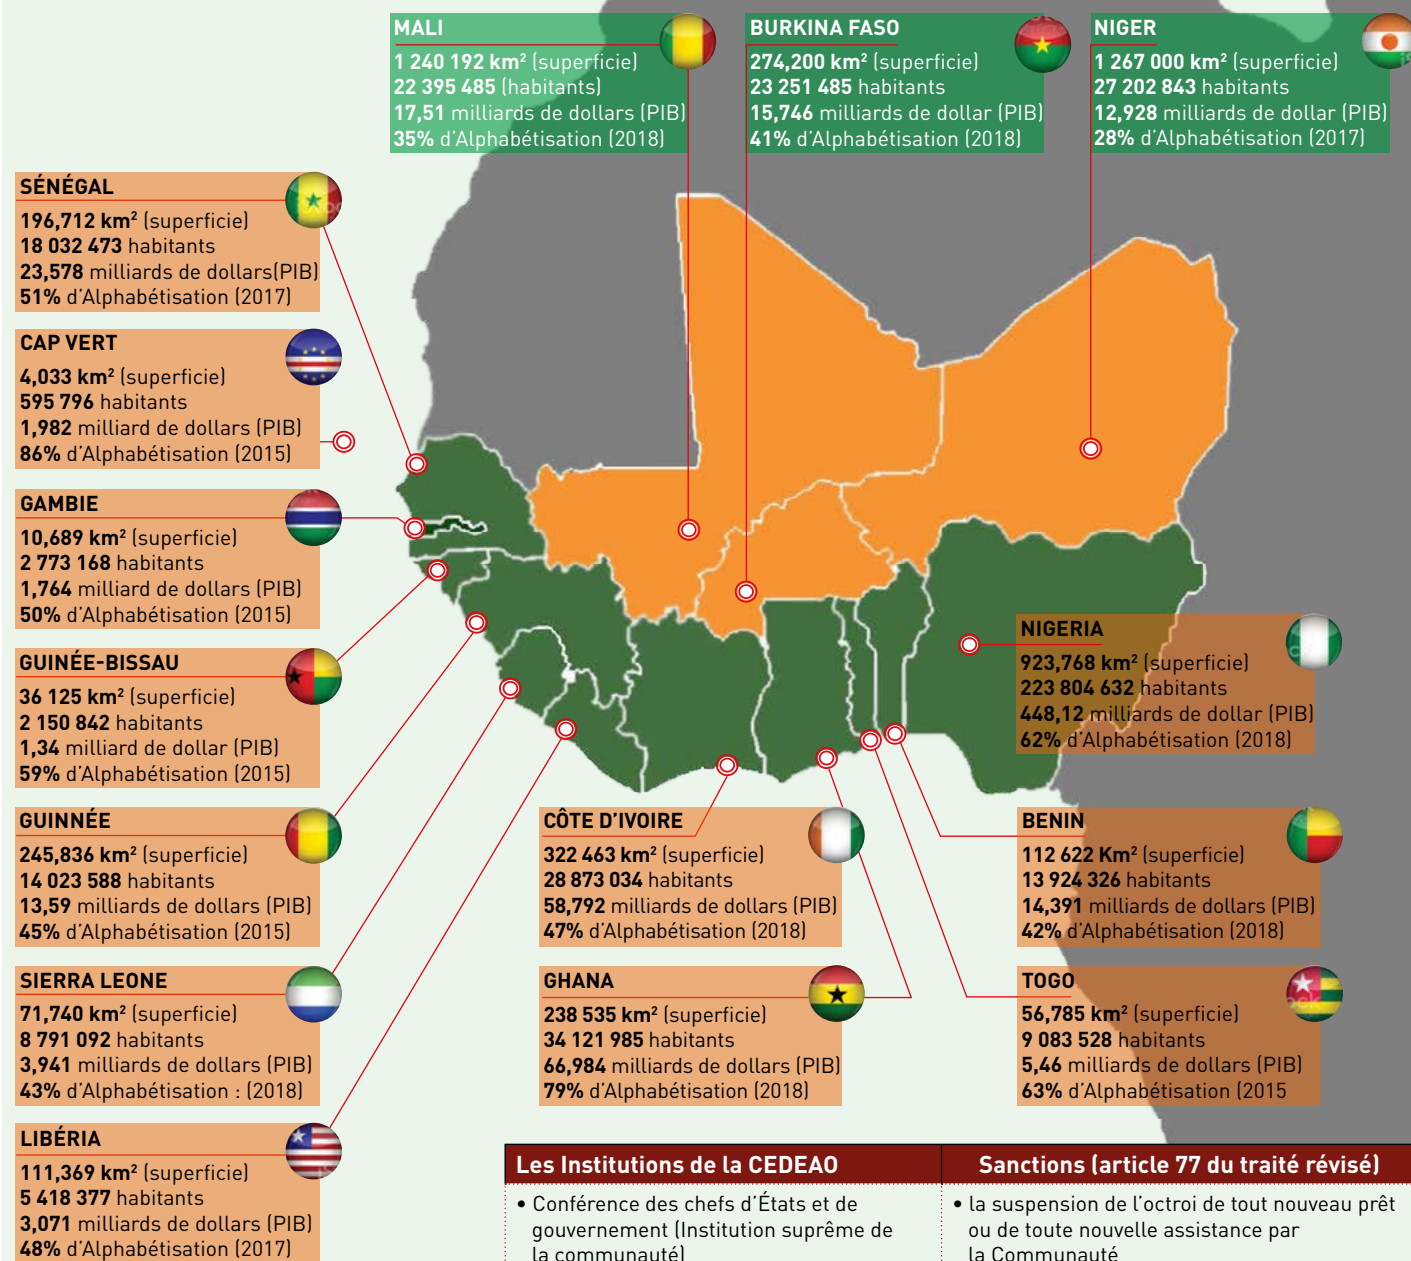 MALI
1 240 192 km² (superficie)
22 395 485 (habitants)
17,51 milliards de dollars (PIB)
35% d'Alphabétisation (2018)
BURKINA FASO
274,200 km² (superficie)
23 251 485 habitants
15,746 milliards de dollar (PIB)
41% d'Alphabétisation (2018)
NIGER
1 267 000 km² (superficie)
27 202 843 habitants
12,928 milliards de dollar (PIB)
28% d'Alphabétisation (2017)
SÉNÉGAL
196,712 km² (superficie)
18 032 473 habitants
23,578 milliards de dollars(PIB)
51% d'Alphabétisation (2017)
CAP VERT
4,033 km² (superficie)
595 796 habitants
1,982 milliard de dollars (PIB)
86% d'Alphabétisation (2015)
GAMBIE
10,689 km² (superficie)
2 773 168 habitants
1,764 milliard de dollars (PIB)
50% d'Alphabétisation (2015)
GUINÉE-BISSAU
36 125 km² (superficie)
2 150 842 habitants
1,34 milliard de dollar (PIB)
59% d'Alphabétisation (2015)
GUINNÉE
245,836 km² (superficie)
14 023 588 habitants
13,59 milliards de dollars (PIB)
45% d'Alphabétisation (2015)
SIERRA LEONE
71,740 km² (superficie)
8 791 092 habitants
3,941 milliards de dollars (PIB)
43% d'Alphabétisation : (2018)
LIBÉRIA
111,369 km² (superficie)
5 418 377 habitants
3,071 milliards de dollars (PIB)
48% d'Alphabétisation (2017)
NIGERIA
923,768 km² (superficie)
223 804 632 habitants
448,12 milliards de dollar (PIB)
62% d'Alphabétisation (2018)
CÔTE D'IVOIRE
322 463 km² (superficie)
28 873 034 habitants
58,792 milliards de dollars (PIB)
47% d'Alphabétisation (2018)
BENIN
112 622 Km² (superficie)
13 924 326 habitants
14,391 milliards de dollars (PIB)
42% d'Alphabétisation (2018)
GHANA
238 535 km² (superficie)
34 121 985 habitants
66,984 milliards de dollars (PIB)
79% d'Alphabétisation (2018)
TOGO
56,785 km² (superficie)
9 083 528 habitants
5,46 milliards de dollars (PIB)
63% d'Alphabétisation (2015
Les Institutions de la CEDEAO
• Conférence des chefs d'États et de
gouvernement (Institution suprême de
la communauté)
Sanctions (article 77 du traité révisé)
• la suspension de l'octroi de tout nouveau prêt
ou de toute nouvelle assistance par
la Communauté